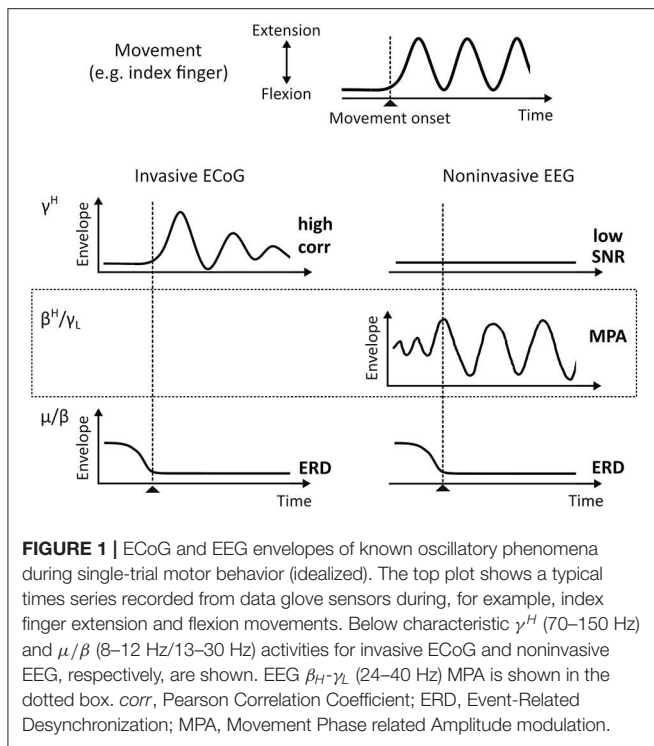 Movement
(e.g. index finger)
Extension
Flexion
Movement onset
Time
Invasive ECoG
Noninvasive EEG
γᴴ
Envelope
high
corr
low
SNR
βᴴ/γ_L
Envelope
MPA
μ/β
Envelope
ERD
Time
Envelope
ERD
Time
FIGURE 1 | ECoG and EEG envelopes of known oscillatory phenomena
during single-trial motor behavior (idealized). The top plot shows a typical
times series recorded from data glove sensors during, for example, index
finger extension and flexion movements. Below characteristic γᴴ (70–150 Hz)
and μ/β (8–12 Hz/13–30 Hz) activities for invasive ECoG and noninvasive
EEG, respectively, are shown. EEG β_H-γ_L (24–40 Hz) MPA is shown in the
dotted box. corr, Pearson Correlation Coefficient; ERD, Event-Related
Desynchronization; MPA, Movement Phase related Amplitude modulation.